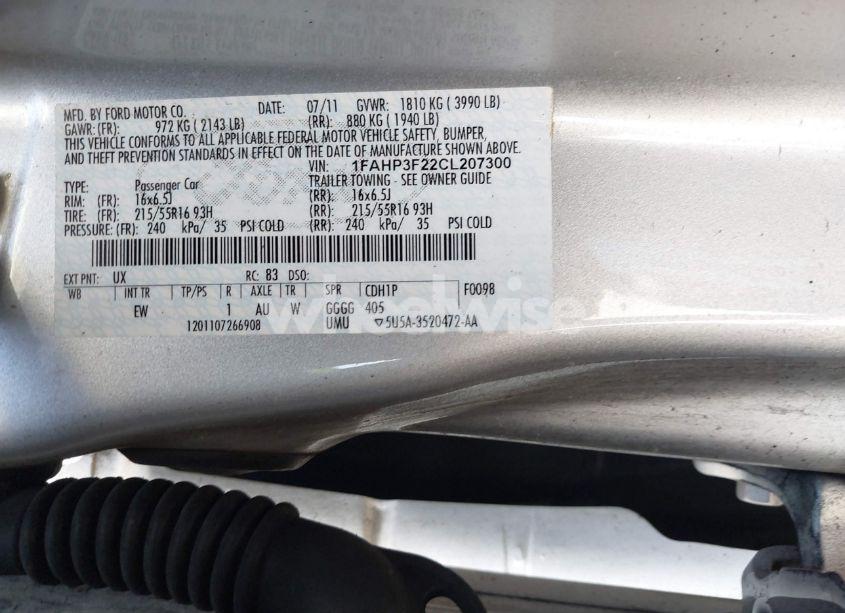 MFD. BY FORD MOTOR CO. DATE: 07/11 GVWR: 1810 KG ( 3990 LB)
GAWR: (FR) 972 KG ( 2143 LB) (RR): 880 KG ( 1940 LB)
THIS VEHICLE CONFORMS TO ALL APPLICABLE FEDERAL MOTOR VEHICLE SAFETY, BUMPER,
AND THEFT PREVENTION STANDARDS IN EFFECT ON THE DATE OF MANUFACTURE SHOWN ABOVE.
VIN: 1FAHP3F22CL207300
TYPE: Passenger Car TRAILER TOWING - SEE OWNER GUIDE
RIM: (FR) 16x6.5J (RR): 16x6.5J
TIRE: (FR): 215/55R16 93H (RR): 215/55R16 93H
PRESSURE: (FR): 240 kPa/ 35 PSI COLD (RR): 240 kPa/ 35 PSI COLD
EXT PNT: UX RC: 83 DSO:
WB INT TR TP/PS R AXLE TR SPR CDH1P F0098
EW 1 AU W GGGG 405
1201107266908 UMU ▽5U5A-3520472-AA
wheelwise